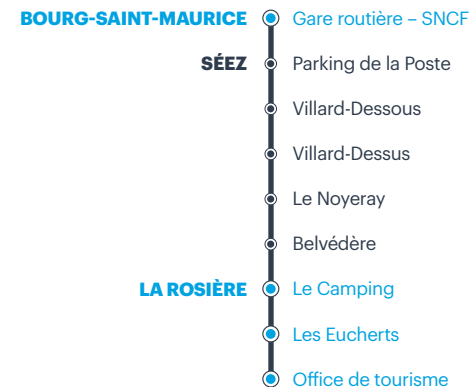 BOURG-SAINT-MAURICE Gare routière – SNCF
SÉEZ Parking de la Poste
Villard-Dessous
Villard-Dessus
Le Noyeray
Belvédère
LA ROSIÈRE Le Camping
Les Eucherts
Office de tourisme